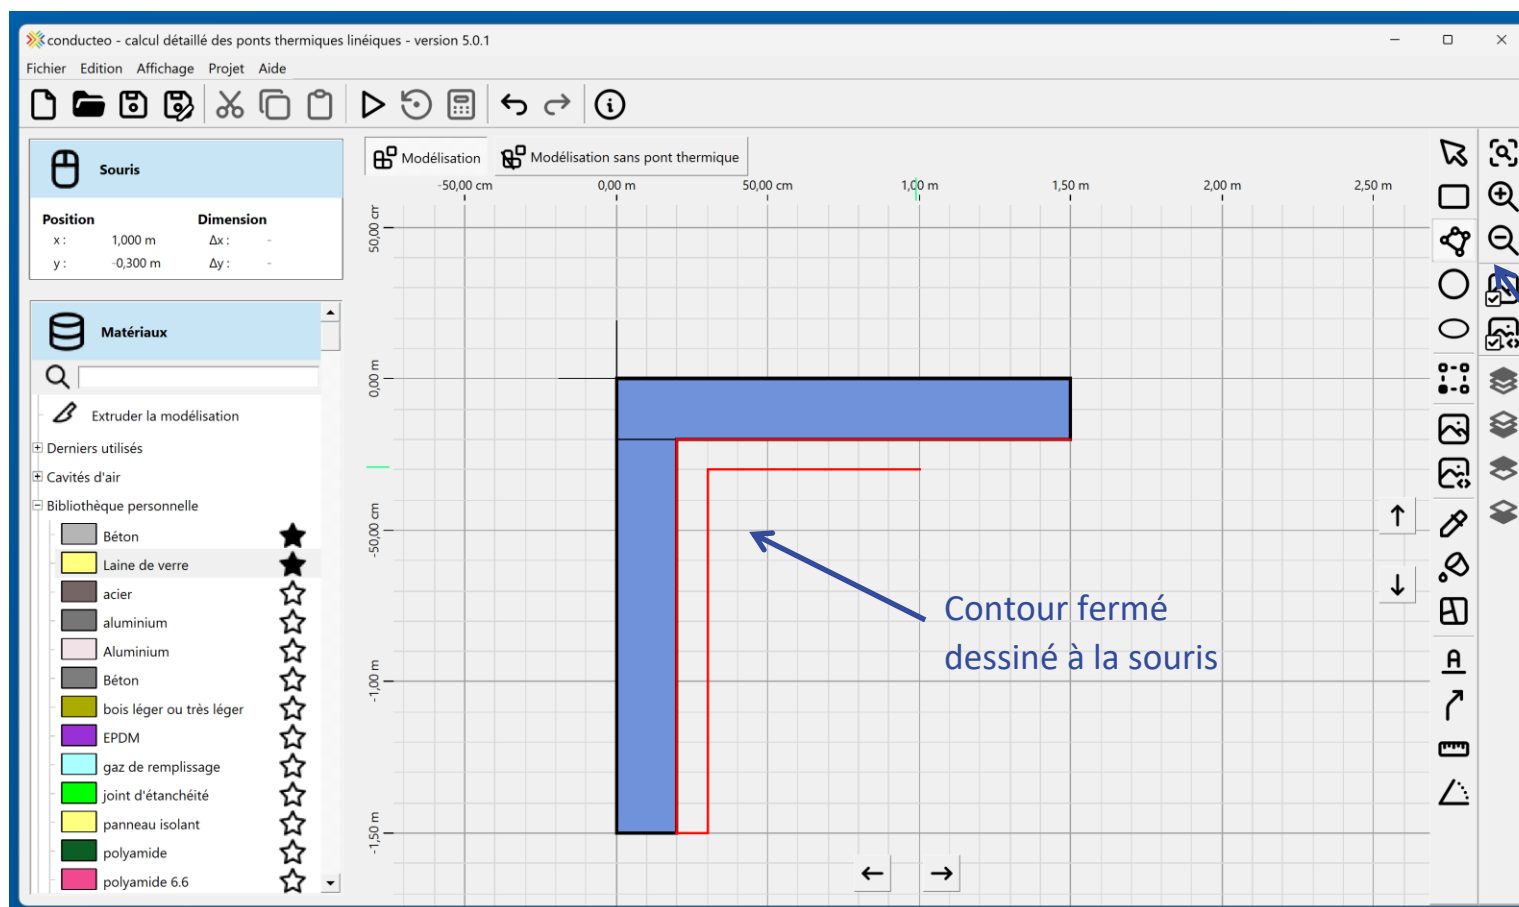 conducteo - calcul détaillé des ponts thermiques linéiques - version 5.0.1
Fichier Edition Affichage Projet Aide
Souris
Position Dimension
x : 1,000 m Δx : -
y : -0,300 m Δy : -
Matériaux
Extruder la modélisation
Derniers utilisés
Cavités d'air
Bibliothèque personnelle
Béton
Laine de verre
acier
aluminium
Aluminium
Béton
bois léger ou très léger
EPDM
gaz de remplissage
joint d'étanchéité
panneau isolant
polyamide
polyamide 6.6
Modélisation Modélisation sans pont thermique
-50,00 cm 0,00 m 50,00 cm 1,00 m 1,50 m 2,00 m 2,50 m
50,00 cm
0,00 m
-50,00 cm
-1,00 m
-1,50 m
Contour fermé
dessiné à la souris
A